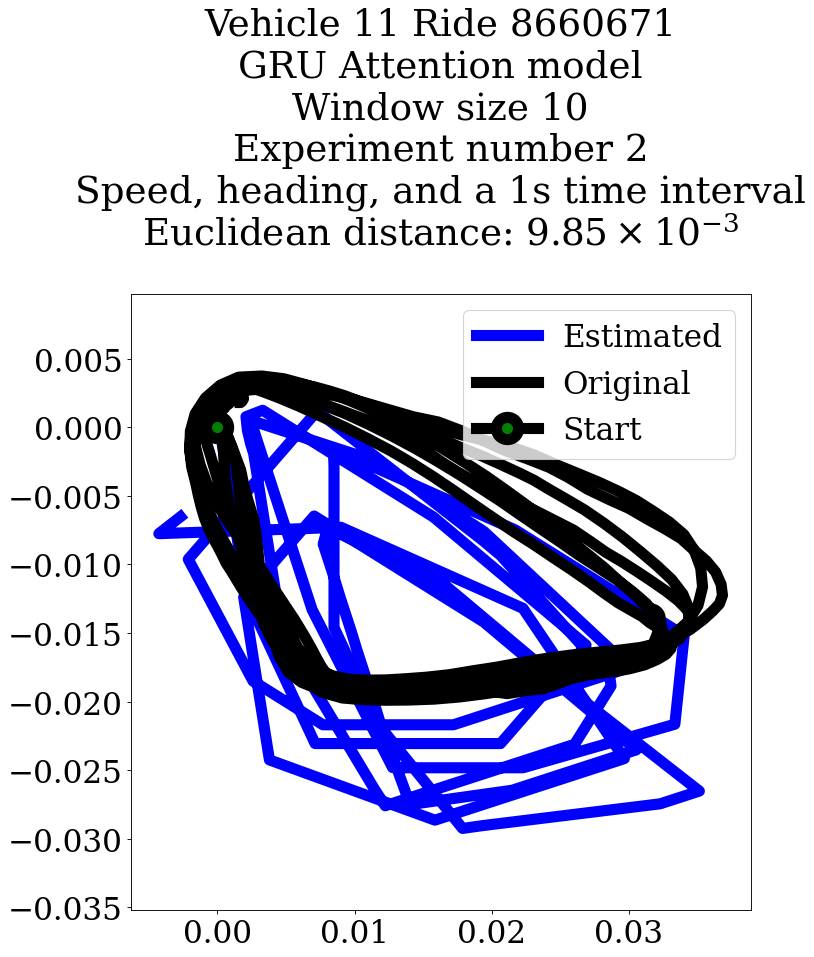 Vehicle 11 Ride 8660671
GRU Attention model
Window size 10
Experiment number 2
Speed, heading, and a 1s time interval
Euclidean distance: 9.85 × 10⁻³
Estimated
Original
Start
0.005
0.000
−0.005
−0.010
−0.015
−0.020
−0.025
−0.030
−0.035
0.00 0.01 0.02 0.03